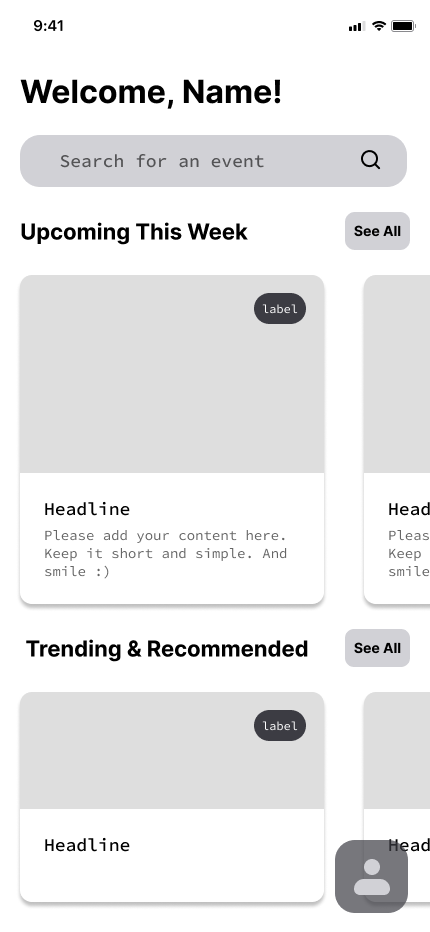 9:41
Welcome, Name!
Search for an event
Upcoming This Week
See All
label
Headline
Please add your content here.
Keep it short and simple. And
smile :)
Head
Pleas
Keep
smile
Trending & Recommended
See All
label
Headline
Head